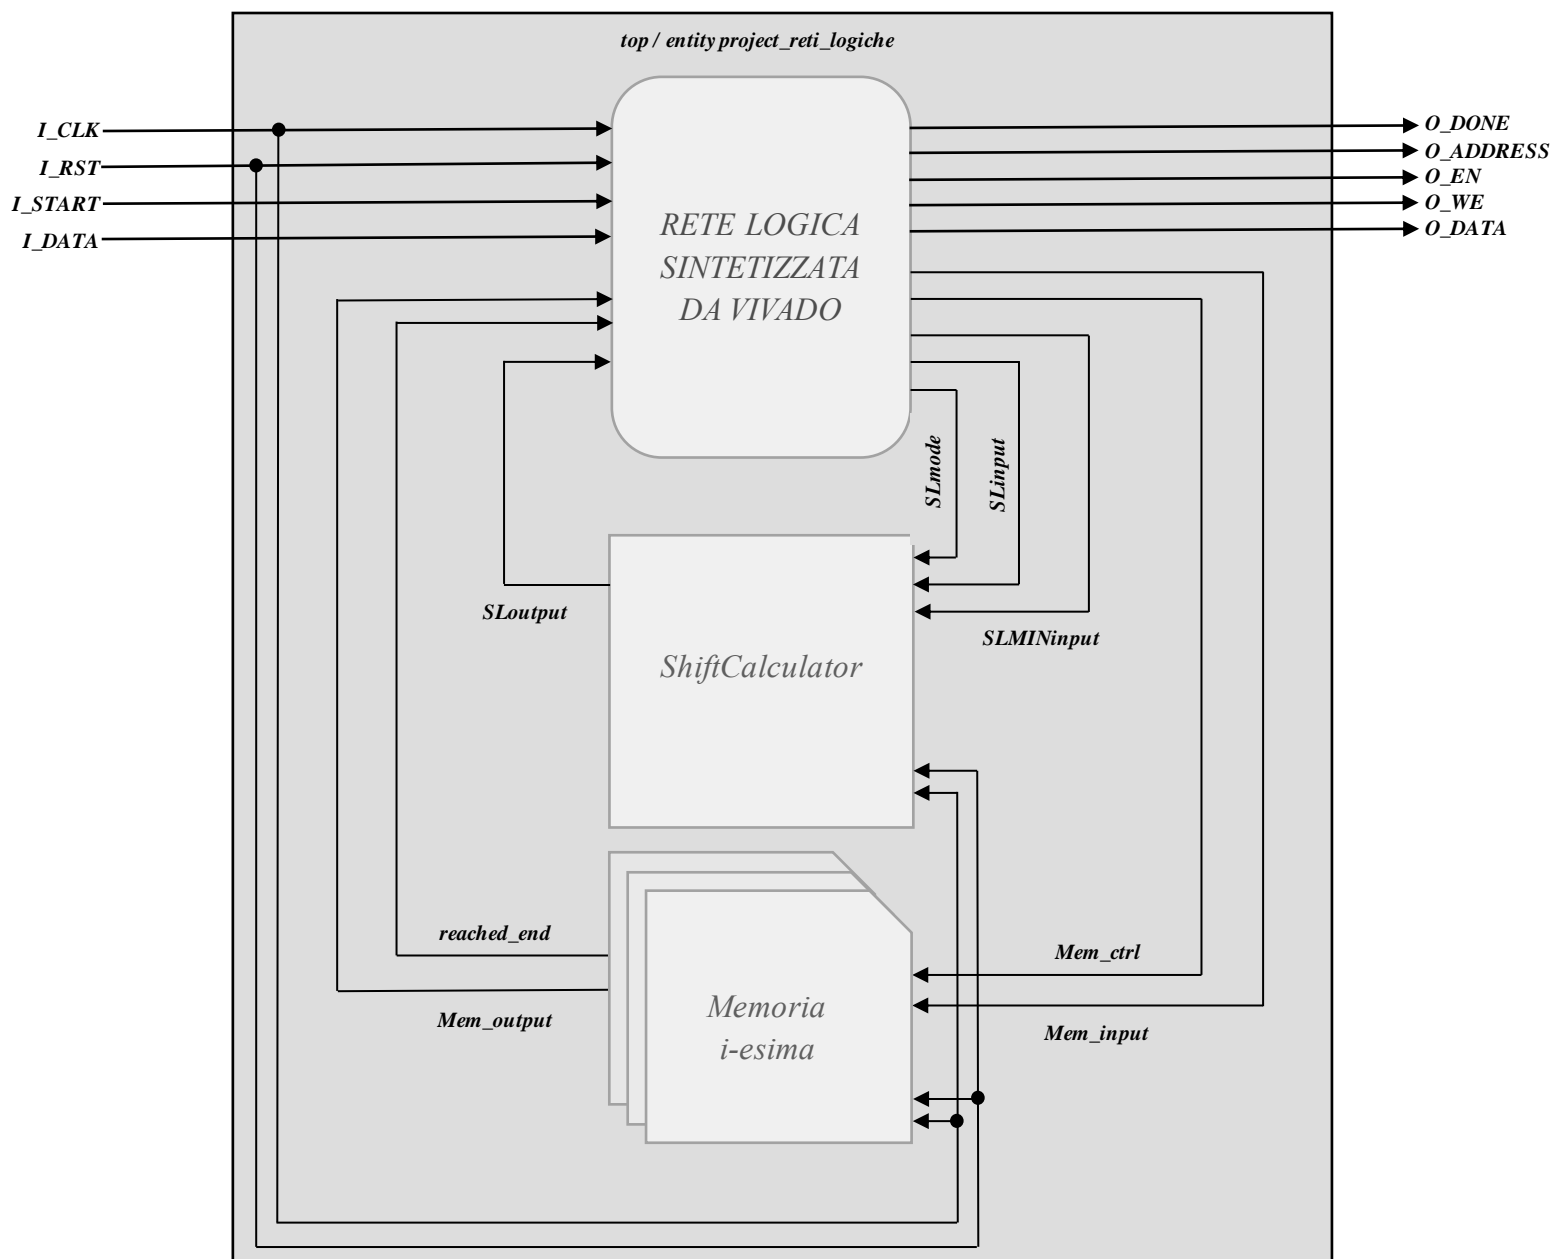 top / entity project_reti_logiche
I_CLK
I_RST
I_START
I_DATA
O_DONE
O_ADDRESS
O_EN
O_WE
O_DATA
RETE LOGICA
SINTETIZZATA
DA VIVADO
SLmode
SLinput
SLoutput
SLMINinput
ShiftCalculator
reached_end
Mem_ctrl
Memoria
i-esima
Mem_output
Mem_input